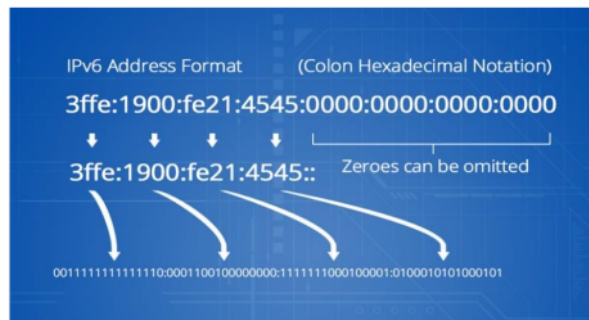 IPv6 Address Format (Colon Hexadecimal Notation)
3ffe:1900:fe21:4545:0000:0000:0000:0000
3ffe:1900:fe21:4545:: Zeroes can be omitted
0011111111111110:0001100100000000:1111111000100001:0100010101000101